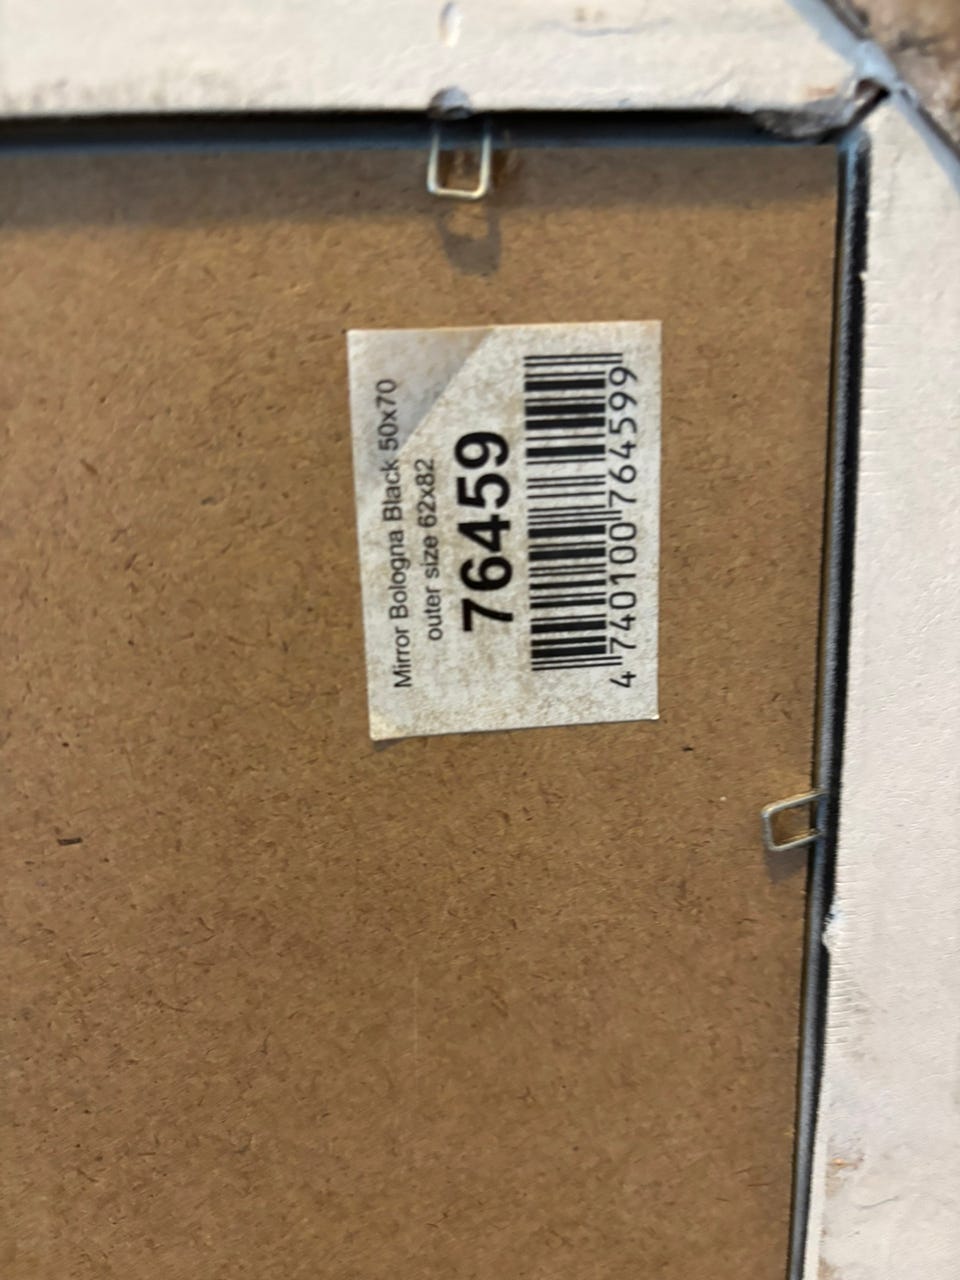 Mirror Bologna Black 50x70
outer size 62x82
76459
4 740100 764599